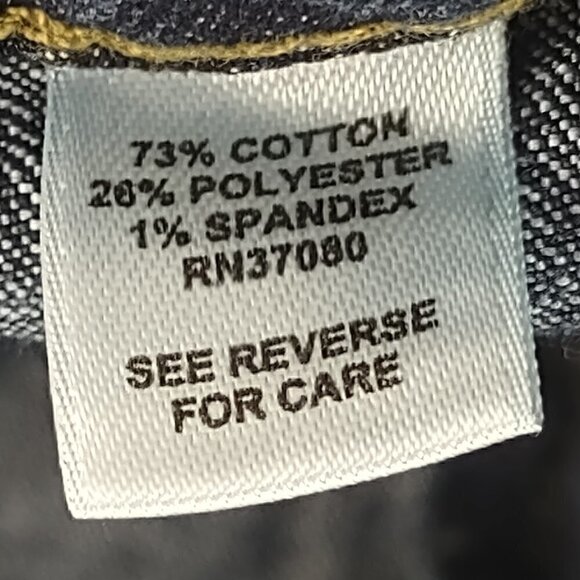 73% COTTON
26% POLYESTER
1% SPANDEX
RN37080
SEE REVERSE
FOR CARE